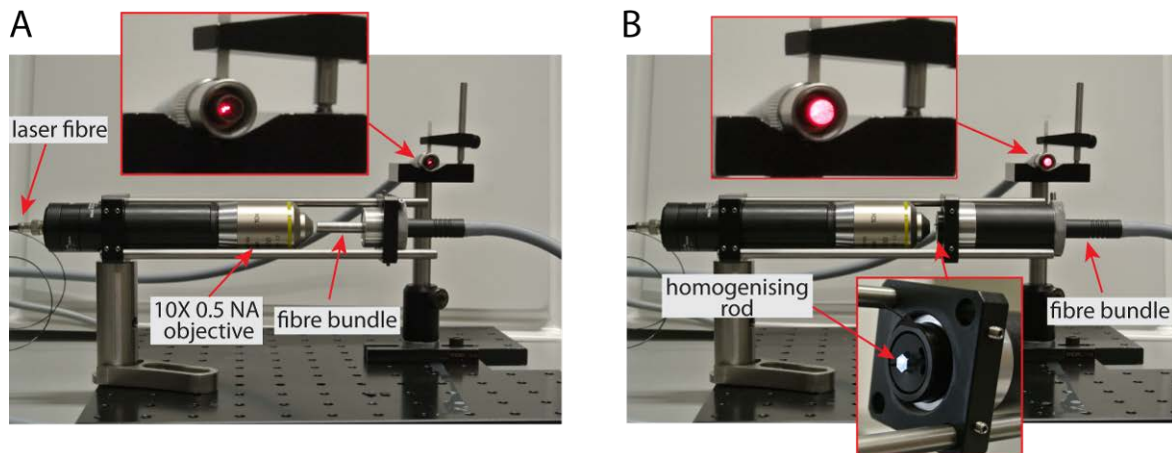 A
B
laser fibre
10X 0.5 NA
objective
fibre bundle
homogenising
rod
fibre bundle